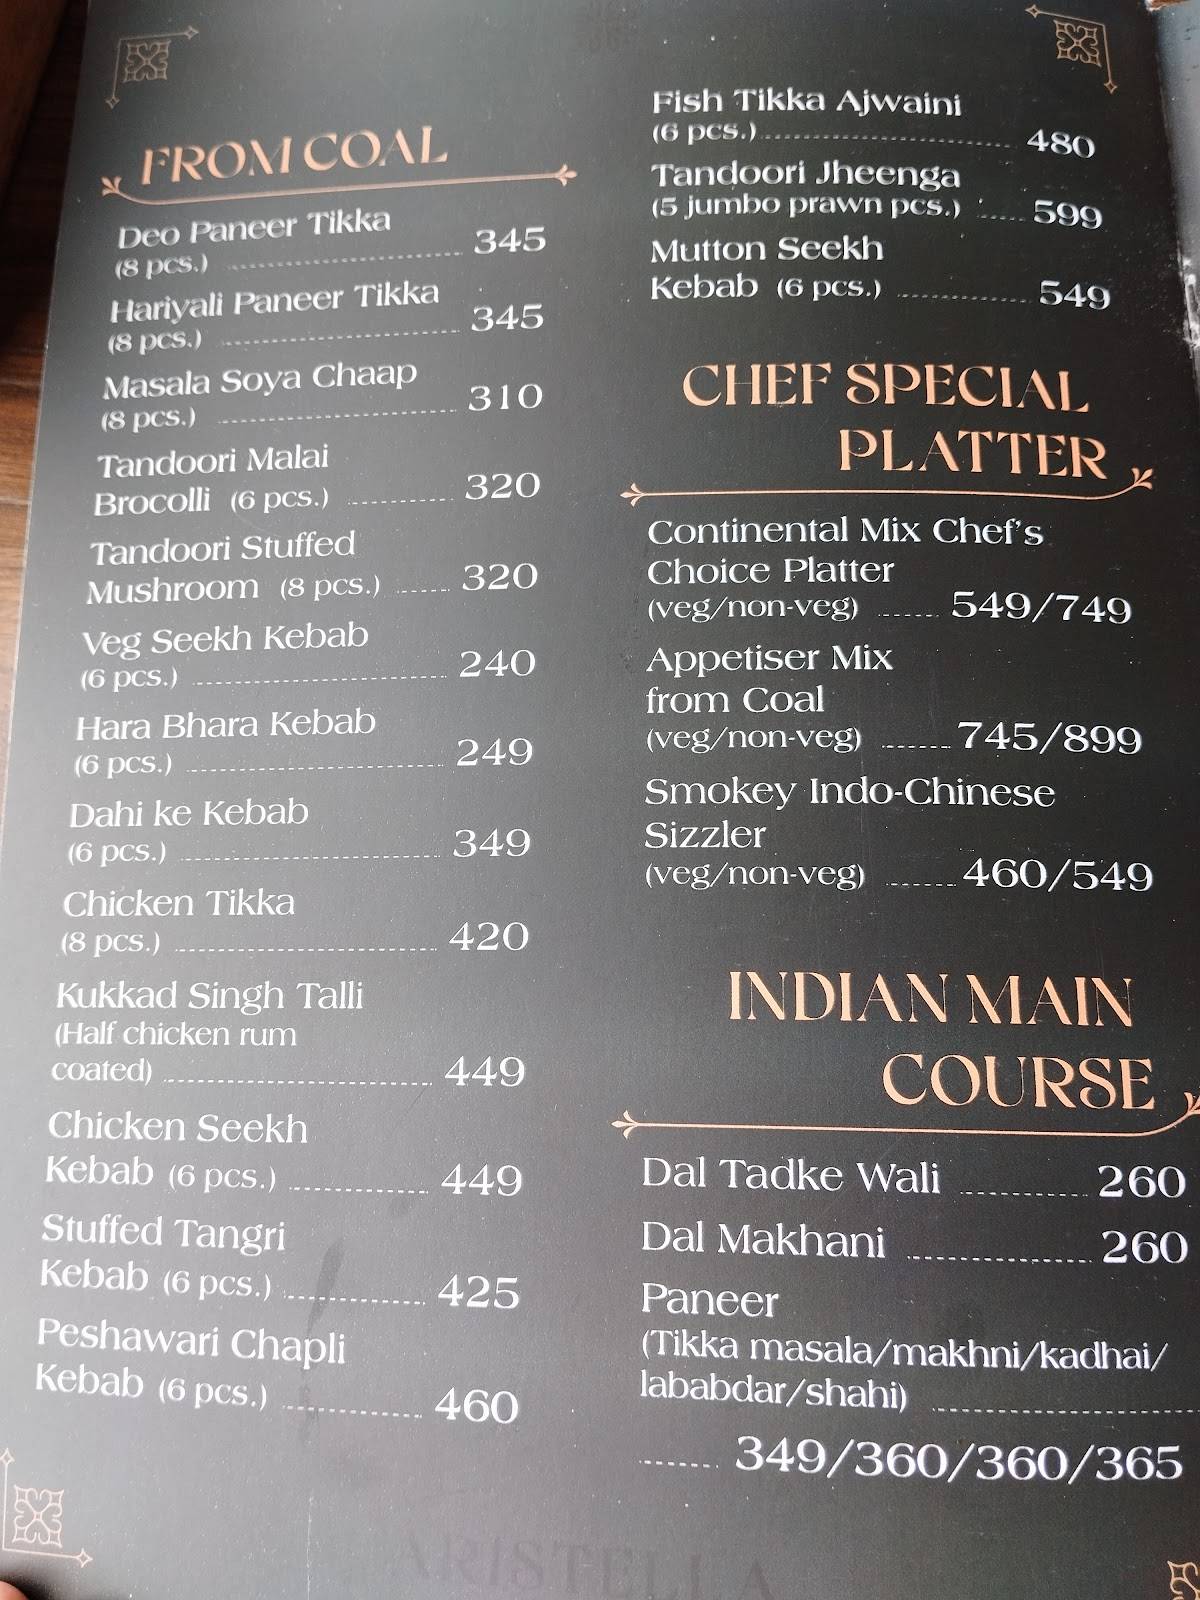 FROM COAL
Deo Paneer Tikka
(8 pcs.) 345
Hariyali Paneer Tikka
(8 pcs.) 345
Masala Soya Chaap
(8 pcs.) 310
Tandoori Malai
Brocolli (6 pcs.) 320
Tandoori Stuffed
Mushroom (8 pcs.) 320
Veg Seekh Kebab
(6 pcs.) 240
Hara Bhara Kebab
(6 pcs.) 249
Dahi ke Kebab
(6 pcs.) 349
Chicken Tikka
(8 pcs.) 420
Kukkad Singh Talli
(Half chicken rum
coated) 449
Chicken Seekh
Kebab (6 pcs.) 449
Stuffed Tangri
Kebab (6 pcs.) 425
Peshawari Chapli
Kebab (6 pcs.) 460
Fish Tikka Ajwaini
(6 pcs.) 480
Tandoori Jheenga
(5 jumbo prawn pcs.) 599
Mutton Seekh
Kebab (6 pcs.) 549
CHEF SPECIAL
PLATTER
Continental Mix Chef's
Choice Platter
(veg/non-veg) 549/749
Appetiser Mix
from Coal
(veg/non-veg) 745/899
Smokey Indo-Chinese
Sizzler
(veg/non-veg) 460/549
INDIAN MAIN
COURSE
Dal Tadke Wali 260
Dal Makhani 260
Paneer
(Tikka masala/makhni/kadhai/
lababdar/shahi)
349/360/360/365
ARISTELLA